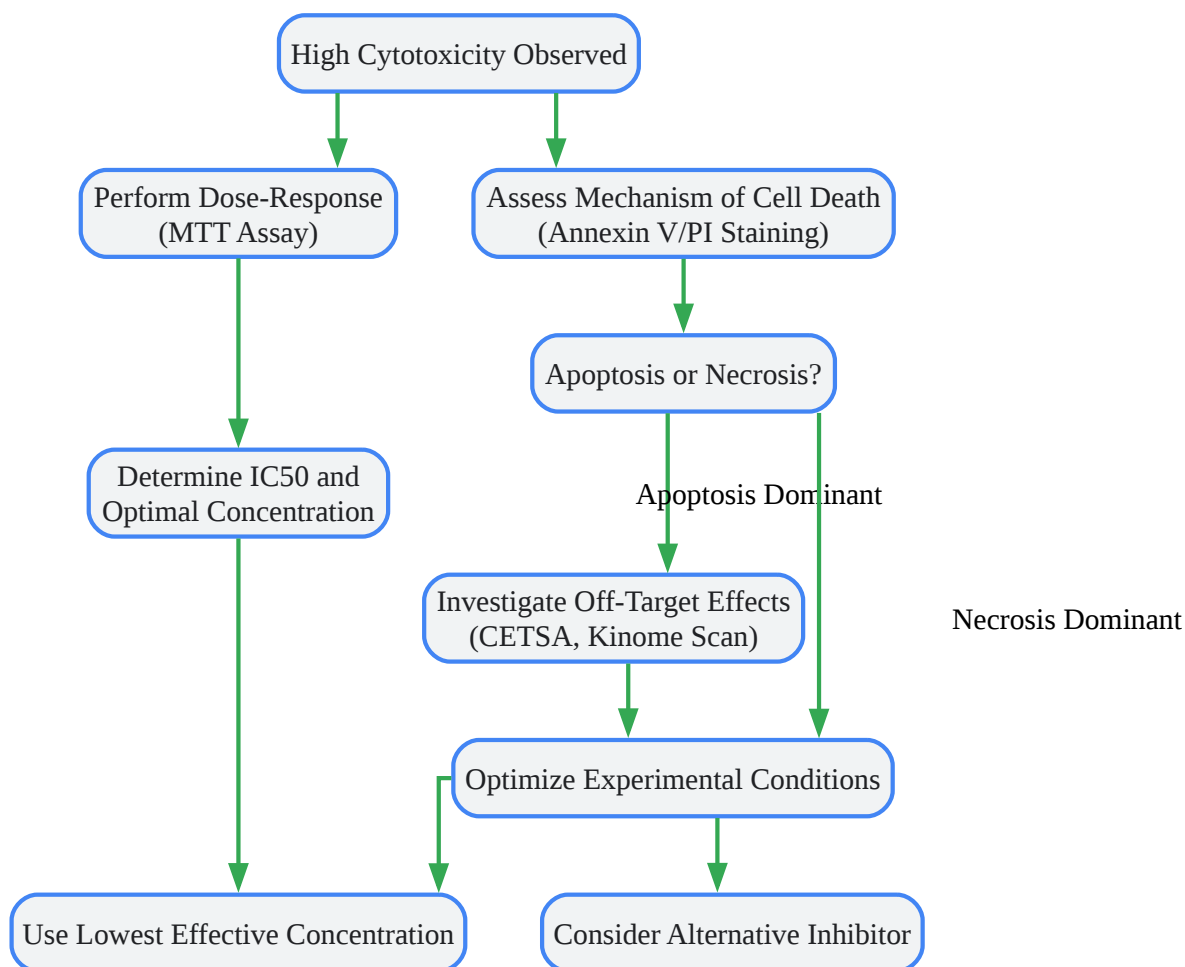 High Cytotoxicity Observed
Perform Dose-Response
(MTT Assay)
Assess Mechanism of Cell Death
(Annexin V/PI Staining)
Apoptosis or Necrosis?
Determine IC50 and
Optimal Concentration
Apoptosis Dominant
Investigate Off-Target Effects
(CETSA, Kinome Scan)
Necrosis Dominant
Optimize Experimental Conditions
Use Lowest Effective Concentration
Consider Alternative Inhibitor